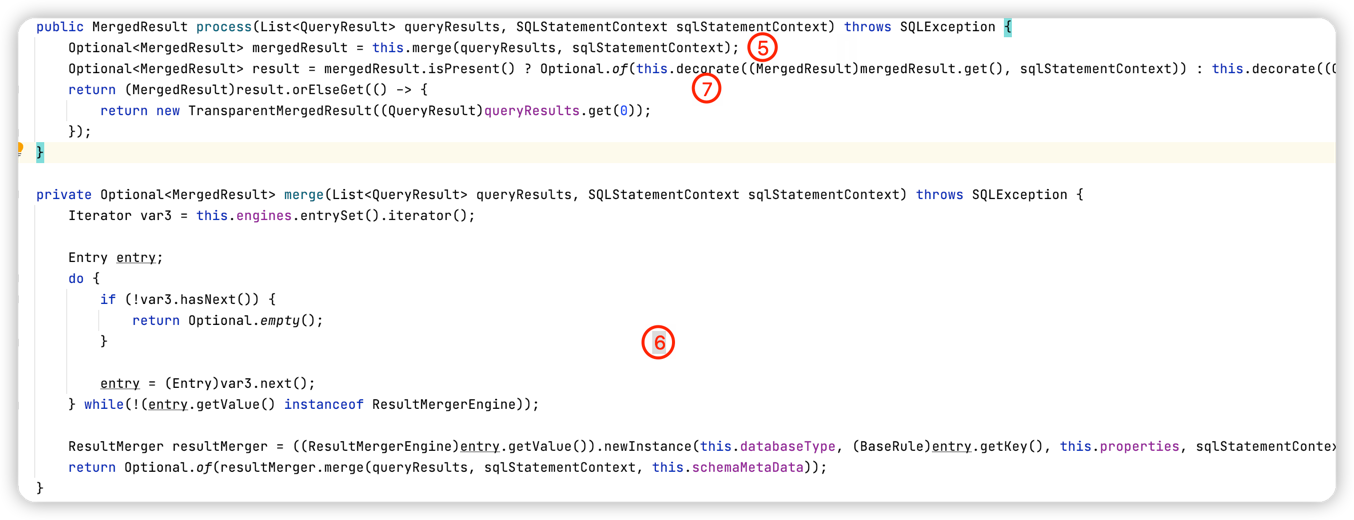 public MergedResult process(List<QueryResult> queryResults, SQLStatementContext sqlStatementContext) throws SQLException {
Optional<MergedResult> mergedResult = this.merge(queryResults, sqlStatementContext); ⑤
Optional<MergedResult> result = mergedResult.isPresent() ? Optional.of(this.decorate((MergedResult)mergedResult.get(), sqlStatementContext)) : this.decorate((
return (MergedResult)result.orElseGet(() -> { ⑦
return new TransparentMergedResult((QueryResult)queryResults.get(0));
});
}
private Optional<MergedResult> merge(List<QueryResult> queryResults, SQLStatementContext sqlStatementContext) throws SQLException {
Iterator var3 = this.engines.entrySet().iterator();
Entry entry;
do {
if (!var3.hasNext()) {
return Optional.empty();
} ⑥
entry = (Entry)var3.next();
} while(!(entry.getValue() instanceof ResultMergerEngine));
ResultMerger resultMerger = ((ResultMergerEngine)entry.getValue()).newInstance(this.databaseType, (BaseRule)entry.getKey(), this.properties, sqlStatementContex
return Optional.of(resultMerger.merge(queryResults, sqlStatementContext, this.schemaMetaData));
}